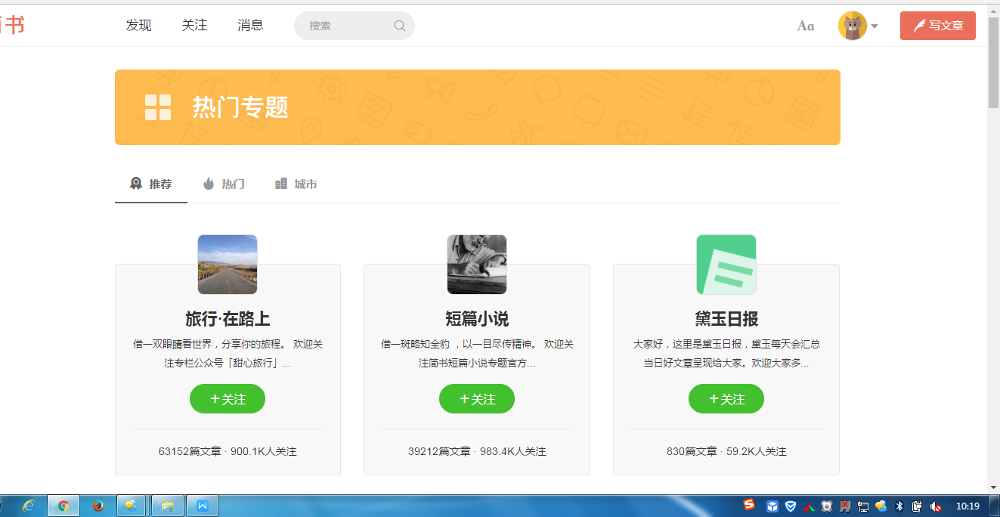 书
发现 关注 消息 搜索 Aa 写文章
热门专题
推荐 热门 城市
旅行·在路上
借一双眼睛看世界，分享你的旅程。 欢迎关
注专栏公众号「甜心旅行」...
+关注
63152篇文章 · 900.1K人关注
短篇小说
借一斑略知全豹 ，以一目尽传精神。 欢迎关
注简书短篇小说专题官方...
+关注
39212篇文章 · 983.4K人关注
黛玉日报
大家好，这里是黛玉日报，黛玉每天会汇总
当日好文章呈现给大家。欢迎大家多...
+关注
830篇文章 · 59.2K人关注
10:19